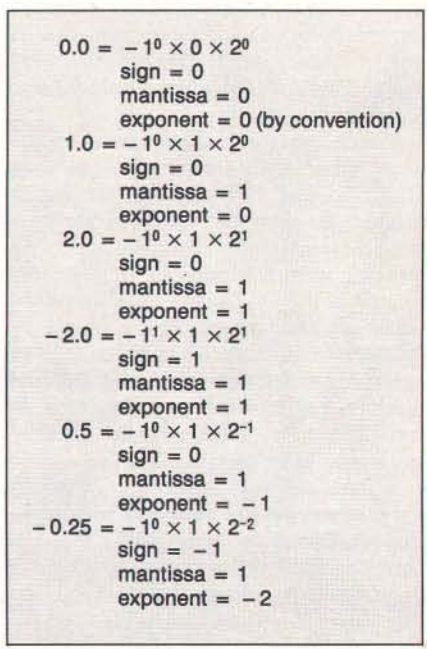 0.0 = −1⁰ × 0 × 2⁰
sign = 0
mantissa = 0
exponent = 0 (by convention)
1.0 = −1⁰ × 1 × 2⁰
sign = 0
mantissa = 1
exponent = 0
2.0 = −1⁰ × 1 × 2¹
sign = 0
mantissa = 1
exponent = 1
−2.0 = −1¹ × 1 × 2¹
sign = 1
mantissa = 1
exponent = 1
0.5 = −1⁰ × 1 × 2⁻¹
sign = 0
mantissa = 1
exponent = −1
−0.25 = −1⁰ × 1 × 2⁻²
sign = −1
mantissa = 1
exponent = −2